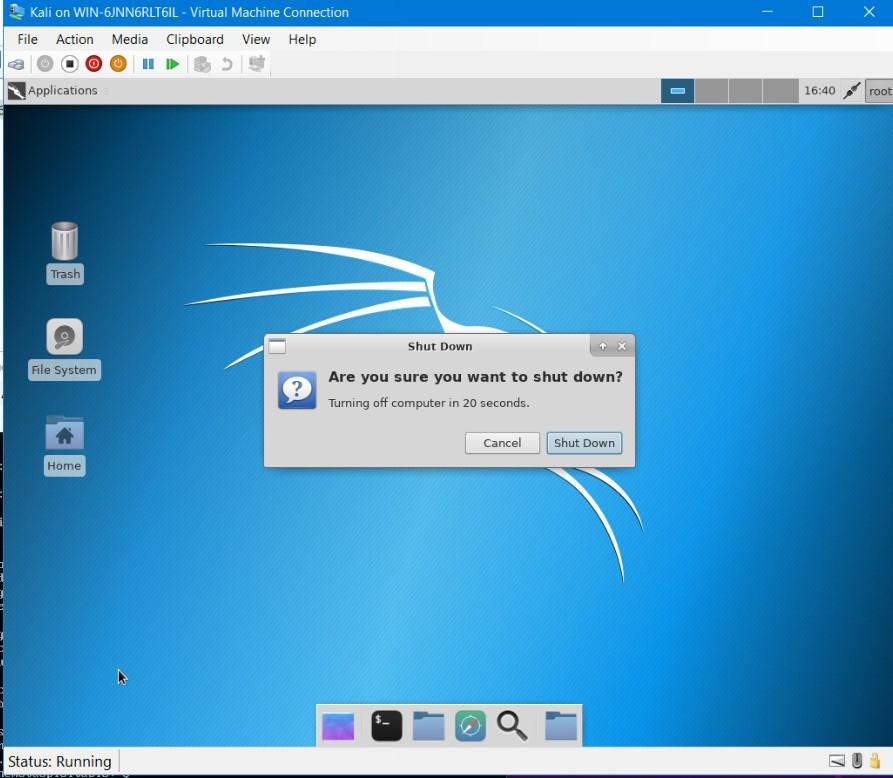 Kali on WIN-6JNN6RLT6IL - Virtual Machine Connection
File Action Media Clipboard View Help
Applications
16:40
root
Trash
File System
Home
Shut Down
Are you sure you want to shut down?
Turning off computer in 20 seconds.
Cancel
Shut Down
$_
Status: Running